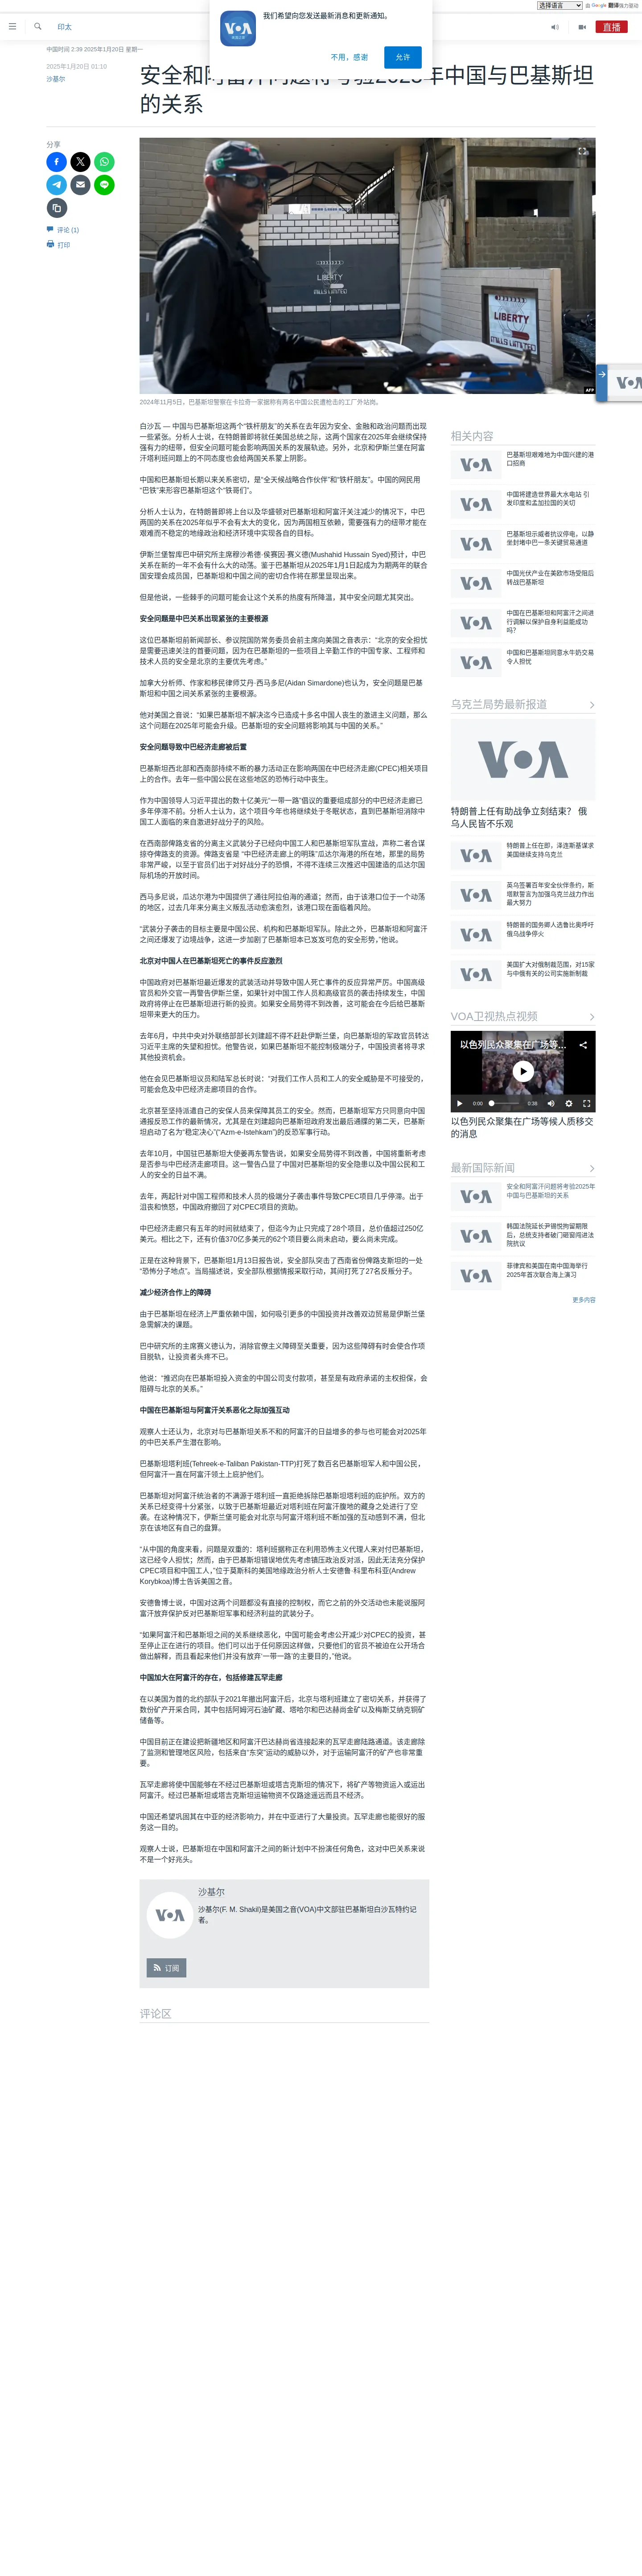 选择语言
由 Google 翻译强力驱动
印太
直播
我们希望向您发送最新消息和更新通知。
不用，感谢
允许
中国时间 2:39 2025年1月20日 星期一
2025年1月20日 01:10
沙基尔
安全和阿富汗问题将考验2025年中国与巴基斯坦
的关系
分享
评论 (1)
打印
LIBERTY
LIBERTY
MILLS LIMITED
AFP
2024年11月5日，巴基斯坦警察在卡拉奇一家据称有两名中国公民遭枪击的工厂外站岗。
白沙瓦 — 中国与巴基斯坦这两个“铁杆朋友”的关系在去年因为安全、金融和政治问题而出现
一些紧张。分析人士说，在特朗普即将就任美国总统之际，这两个国家在2025年会继续保持
强有力的纽带，但安全问题可能会影响两国关系的发展轨迹。另外，北京和伊斯兰堡在阿富
汗塔利班问题上的不同态度也会给两国关系蒙上阴影。
中国和巴基斯坦长期以来关系密切，是“全天候战略合作伙伴”和“铁杆朋友”。中国的网民用
“巴铁”来形容巴基斯坦这个“铁哥们”。
分析人士认为，在特朗普即将上台以及华盛顿对巴基斯坦和阿富汗关注减少的情况下，中巴
两国的关系在2025年似乎不会有太大的变化，因为两国相互依赖，需要强有力的纽带才能在
艰难而不稳定的地缘政治和经济环境中实现各自的目标。
伊斯兰堡智库巴中研究所主席穆沙希德·侯赛因·赛义德(Mushahid Hussain Syed)预计，中巴
关系在新的一年不会有什么大的动荡。鉴于巴基斯坦从2025年1月1日起成为为期两年的联合
国安理会成员国，巴基斯坦和中国之间的密切合作将在那里显现出来。
但是他说，一些棘手的问题可能会让这个关系的热度有所降温，其中安全问题尤其突出。
安全问题是中巴关系出现紧张的主要根源
这位巴基斯坦前新闻部长、参议院国防常务委员会前主席向美国之音表示：“北京的安全担忧
是需要迅速关注的首要问题，因为在巴基斯坦的一些项目上辛勤工作的中国专家、工程师和
技术人员的安全是北京的主要优先考虑。”
加拿大分析师、作家和移民律师艾丹·西马多尼(Aidan Simardone)也认为，安全问题是巴基
斯坦和中国之间关系紧张的主要根源。
他对美国之音说：“如果巴基斯坦不解决迄今已造成十多名中国人丧生的激进主义问题，那么
这个问题在2025年可能会升级。巴基斯坦的安全问题将影响其与中国的关系。”
安全问题导致中巴经济走廊被后置
巴基斯坦西北部和西南部持续不断的暴力活动正在影响两国在中巴经济走廊(CPEC)相关项目
上的合作。去年一些中国公民在这些地区的恐怖行动中丧生。
作为中国领导人习近平提出的数十亿美元“一带一路”倡议的重要组成部分的中巴经济走廊已
多年停滞不前。分析人士认为，这个项目今年也将继续处于冬眠状态，直到巴基斯坦消除中
国工人面临的来自激进好战分子的风险。
在西南部俾路支省的分离主义武装分子已经向中国工人和巴基斯坦军队宣战，声称二者合谋
掠夺俾路支的资源。俾路支省是 “中巴经济走廊上的明珠”瓜达尔海港的所在地，那里的局势
非常严峻，以至于官员们出于对好战分子的恐惧，不得不连续三次推迟中国建造的瓜达尔国
际机场的开放时间。
西马多尼说，瓜达尔港为中国提供了通往阿拉伯海的通道；然而，由于该港口位于一个动荡
的地区，过去几年来分离主义叛乱活动愈演愈烈，该港口现在面临着风险。
“武装分子袭击的目标主要是中国公民、机构和巴基斯坦军队。除此之外，巴基斯坦和阿富汗
之间还爆发了边境战争，这进一步加剧了巴基斯坦本已岌岌可危的安全形势，”他说。
北京对中国人在巴基斯坦死亡的事件反应激烈
中国政府对巴基斯坦最近爆发的武装活动并导致中国人死亡事件的反应异常严厉。中国高级
官员和外交官一再警告伊斯兰堡，如果针对中国工作人员和高级官员的袭击持续发生，中国
政府将停止在巴基斯坦进行新的投资。如果安全局势得不到改善，这可能会在今后给巴基斯
坦带来更大的压力。
去年6月，中共中央对外联络部部长刘建超不得不赶赴伊斯兰堡，向巴基斯坦的军政官员转达
习近平主席的失望和担忧。他警告说，如果巴基斯坦不能控制极端分子，中国投资者将寻求
其他投资机会。
他在会见巴基斯坦议员和陆军总长时说：“对我们工作人员和工人的安全威胁是不可接受的，
可能会危及中巴经济走廊项目的合作。
北京甚至坚持派遣自己的安保人员来保障其员工的安全。然而，巴基斯坦军方只同意向中国
通报反恐工作的最新情况，尤其是在刘建超向巴基斯坦政府发出最后通牒的第二天，巴基斯
坦启动了名为“稳定决心”(“Azm-e-Istehkam”)的反恐军事行动。
去年10月，中国驻巴基斯坦大使姜再东警告说，如果安全局势得不到改善，中国将重新考虑
是否参与中巴经济走廊项目。这一警告凸显了中国对巴基斯坦的安全隐患以及中国公民和工
人的安全的日益不满。
去年，两起针对中国工程师和技术人员的极端分子袭击事件导致CPEC项目几乎停滞。出于
沮丧和愤怒，中国政府撤回了对CPEC项目的资助。
中巴经济走廊只有五年的时间就结束了，但迄今为止只完成了28个项目，总价值超过250亿
美元。相比之下，还有价值370亿多美元的62个项目要么尚未启动，要么尚未完成。
正是在这种背景下，巴基斯坦1月13日报告说，安全部队突击了西南省份俾路支斯坦的一处
“恐怖分子地点”。当局描述说，安全部队根据情报采取行动，其间打死了27名反叛分子。
减少经济合作上的障碍
由于巴基斯坦在经济上严重依赖中国，如何吸引更多的中国投资并改善双边贸易是伊斯兰堡
急需解决的课题。
巴中研究所的主席赛义德认为，消除官僚主义障碍至关重要，因为这些障碍有时会使合作项
目脱轨，让投资者头疼不已。
他说：“推迟向在巴基斯坦投入资金的中国公司支付款项，甚至是有政府承诺的主权担保，会
阻碍与北京的关系。”
中国在巴基斯坦与阿富汗关系恶化之际加强互动
观察人士还认为，北京对与巴基斯坦关系不和的阿富汗的日益增多的参与也可能会对2025年
的中巴关系产生潜在影响。
巴基斯坦塔利班(Tehreek-e-Taliban Pakistan-TTP)打死了数百名巴基斯坦军人和中国公民，
但阿富汗一直在阿富汗领土上庇护他们。
巴基斯坦对阿富汗统治者的不满源于塔利班一直拒绝拆除巴基斯坦塔利班的庇护所。双方的
关系已经变得十分紧张，以致于巴基斯坦最近对塔利班在阿富汗腹地的藏身之处进行了空
袭。在这种情况下，伊斯兰堡可能会对北京与阿富汗塔利班不断加强的互动感到不满，但北
京在该地区有自己的盘算。
“从中国的角度来看，问题是双重的：塔利班据称正在利用恐怖主义代理人来对付巴基斯坦，
这已经令人担忧；然而，由于巴基斯坦错误地优先考虑镇压政治反对派，因此无法充分保护
CPEC项目和中国工人，”位于莫斯科的美国地缘政治分析人士安德鲁·科里布科亚(Andrew
Korybkoa)博士告诉美国之音。
安德鲁博士说，中国对这两个问题都没有直接的控制权，而它之前的外交活动也未能说服阿
富汗放弃保护反对巴基斯坦军事和经济利益的武装分子。
“如果阿富汗和巴基斯坦之间的关系继续恶化，中国可能会考虑公开减少对CPEC的投资，甚
至停止正在进行的项目。他们可以出于任何原因这样做，只要他们的官员不被迫在公开场合
做出解释，而且看起来他们并没有放弃‘一带一路’的主要目的，”他说。
中国加大在阿富汗的存在，包括修建瓦罕走廊
在以美国为首的北约部队于2021年撤出阿富汗后，北京与塔利班建立了密切关系，并获得了
数份矿产开采合同，其中包括阿姆河石油矿藏、塔哈尔和巴达赫尚金矿以及梅斯艾纳克铜矿
储备等。
中国目前正在建设把新疆地区和阿富汗巴达赫尚省连接起来的瓦罕走廊陆路通道。该走廊除
了监测和管理地区风险，包括来自“东突”运动的威胁以外，对于运输阿富汗的矿产也非常重
要。
瓦罕走廊将使中国能够在不经过巴基斯坦或塔吉克斯坦的情况下，将矿产等物资运入或运出
阿富汗。经过巴基斯坦或塔吉克斯坦运输物资不仅路途遥远而且不经济。
中国还希望巩固其在中亚的经济影响力，并在中亚进行了大量投资。瓦罕走廊也能很好的服
务这一目的。
观察人士说，巴基斯坦在中国和阿富汗之间的新计划中不扮演任何角色，这对中巴关系来说
不是一个好兆头。
沙基尔
沙基尔(F. M. Shakil)是美国之音(VOA)中文部驻巴基斯坦白沙瓦特约记
者。
订阅
评论区
相关内容
巴基斯坦艰难地为中国兴建的港
口招商
中国将建造世界最大水电站 引
发印度和孟加拉国的关切
巴基斯坦示威者抗议停电，以静
坐封堵中巴一条关键贸易通道
中国光伏产业在美欧市场受阻后
转战巴基斯坦
中国在巴基斯坦和阿富汗之间进
行调解以保护自身利益能成功
吗？
中国和巴基斯坦同意水牛奶交易
令人担忧
乌克兰局势最新报道
特朗普上任有助战争立刻结束？ 俄
乌人民皆不乐观
特朗普上任在即，泽连斯基谋求
美国继续支持乌克兰
英乌签署百年安全伙伴条约，斯
塔默誓言为加强乌克兰战力作出
最大努力
特朗普的国务卿人选鲁比奥呼吁
俄乌战争停火
美国扩大对俄制裁范围，对15家
与中俄有关的公司实施新制裁
VOA卫视热点视频
以色列民众聚集在广场等...
0:00
0:38
以色列民众聚集在广场等候人质移交
的消息
最新国际新闻
安全和阿富汗问题将考验2025年
中国与巴基斯坦的关系
韩国法院延长尹锡悦拘留期限
后，总统支持者破门砸窗闯进法
院抗议
菲律宾和美国在南中国海举行
2025年首次联合海上演习
更多内容